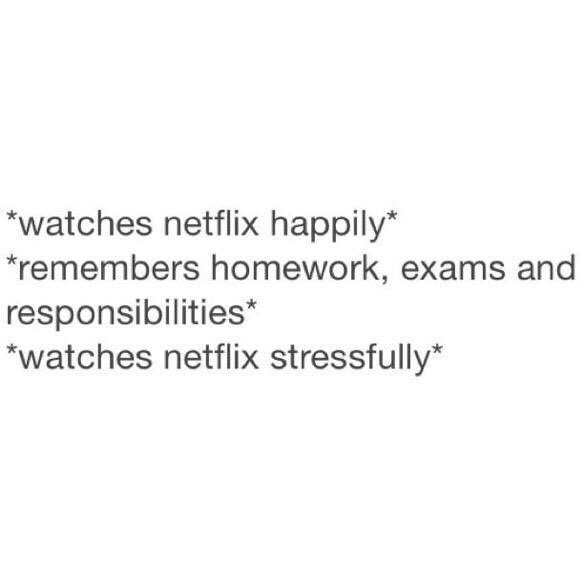 *watches netflix happily*
*remembers homework, exams and
responsibilities*
*watches netflix stressfully*